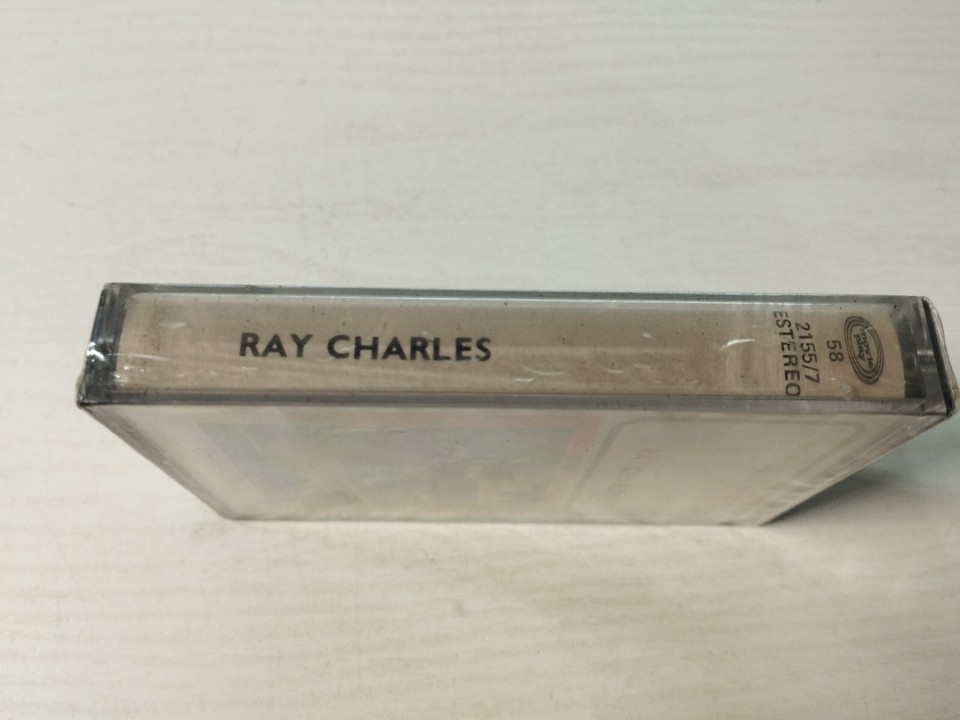 RAY CHARLES
58
2155/7
ESTEREO